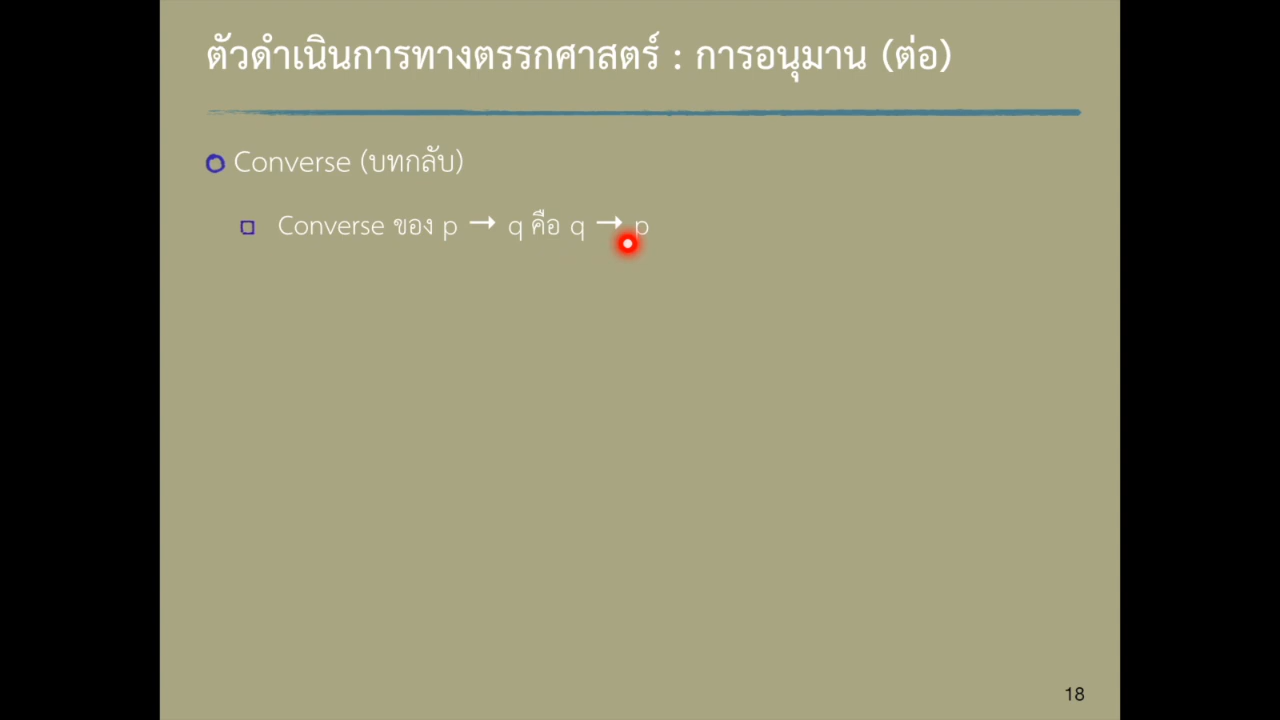 ตัวดำเนินการทางตรรกศาสตร์ : การอนุมาน (ต่อ)
Converse (บทกลับ)
Converse ของ p → q คือ q → p
18